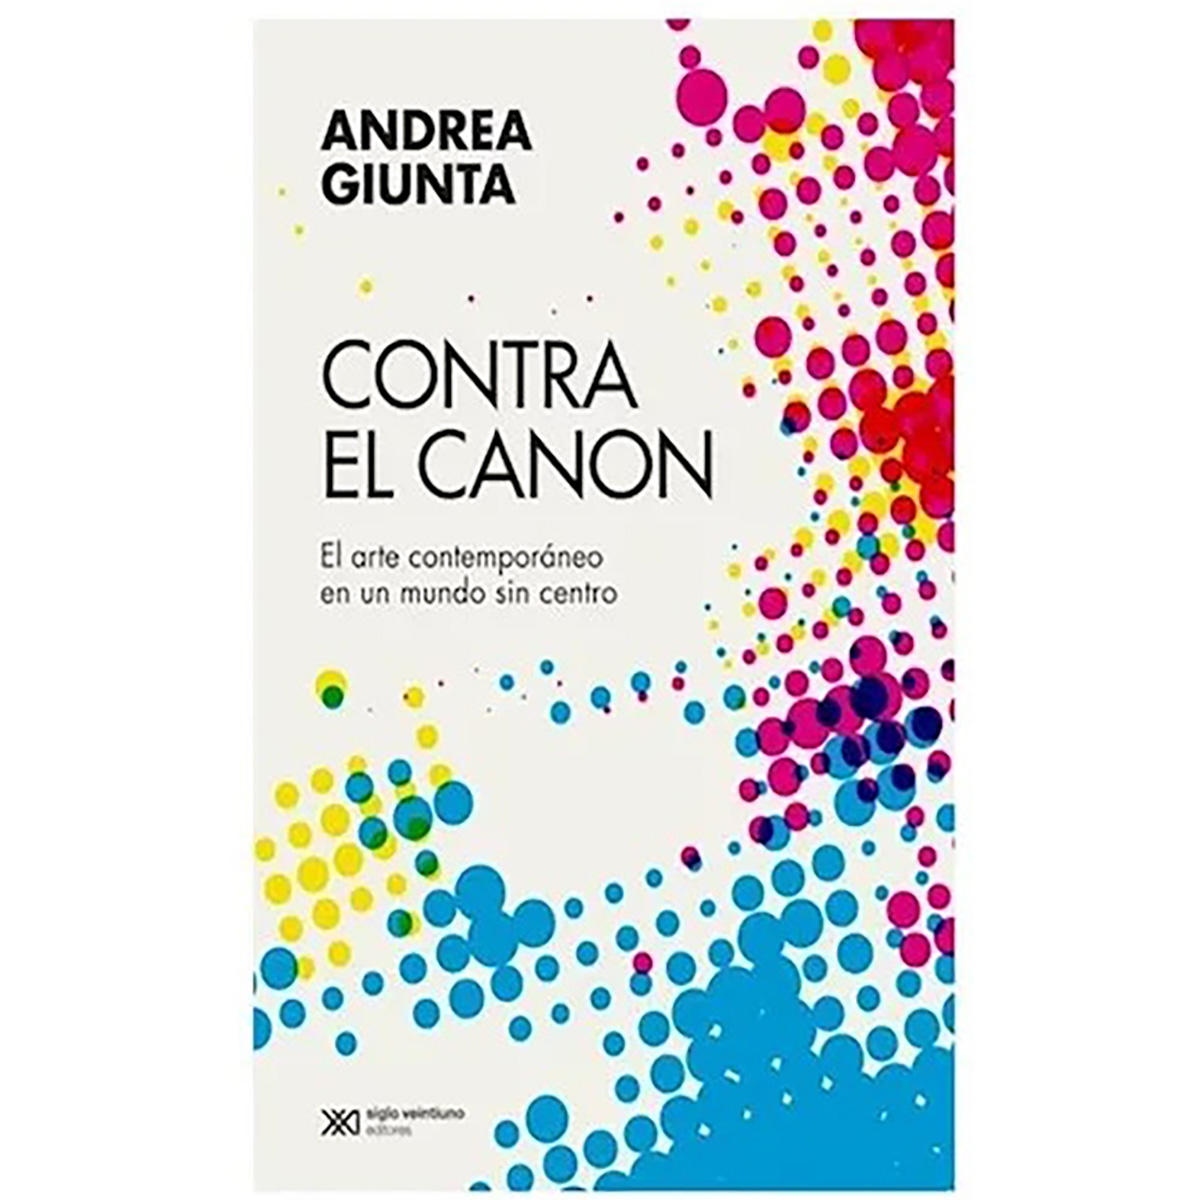 ANDREA
GIUNTA
CONTRA
EL CANON
El arte contemporáneo
en un mundo sin centro
siglo veintiuno
editores